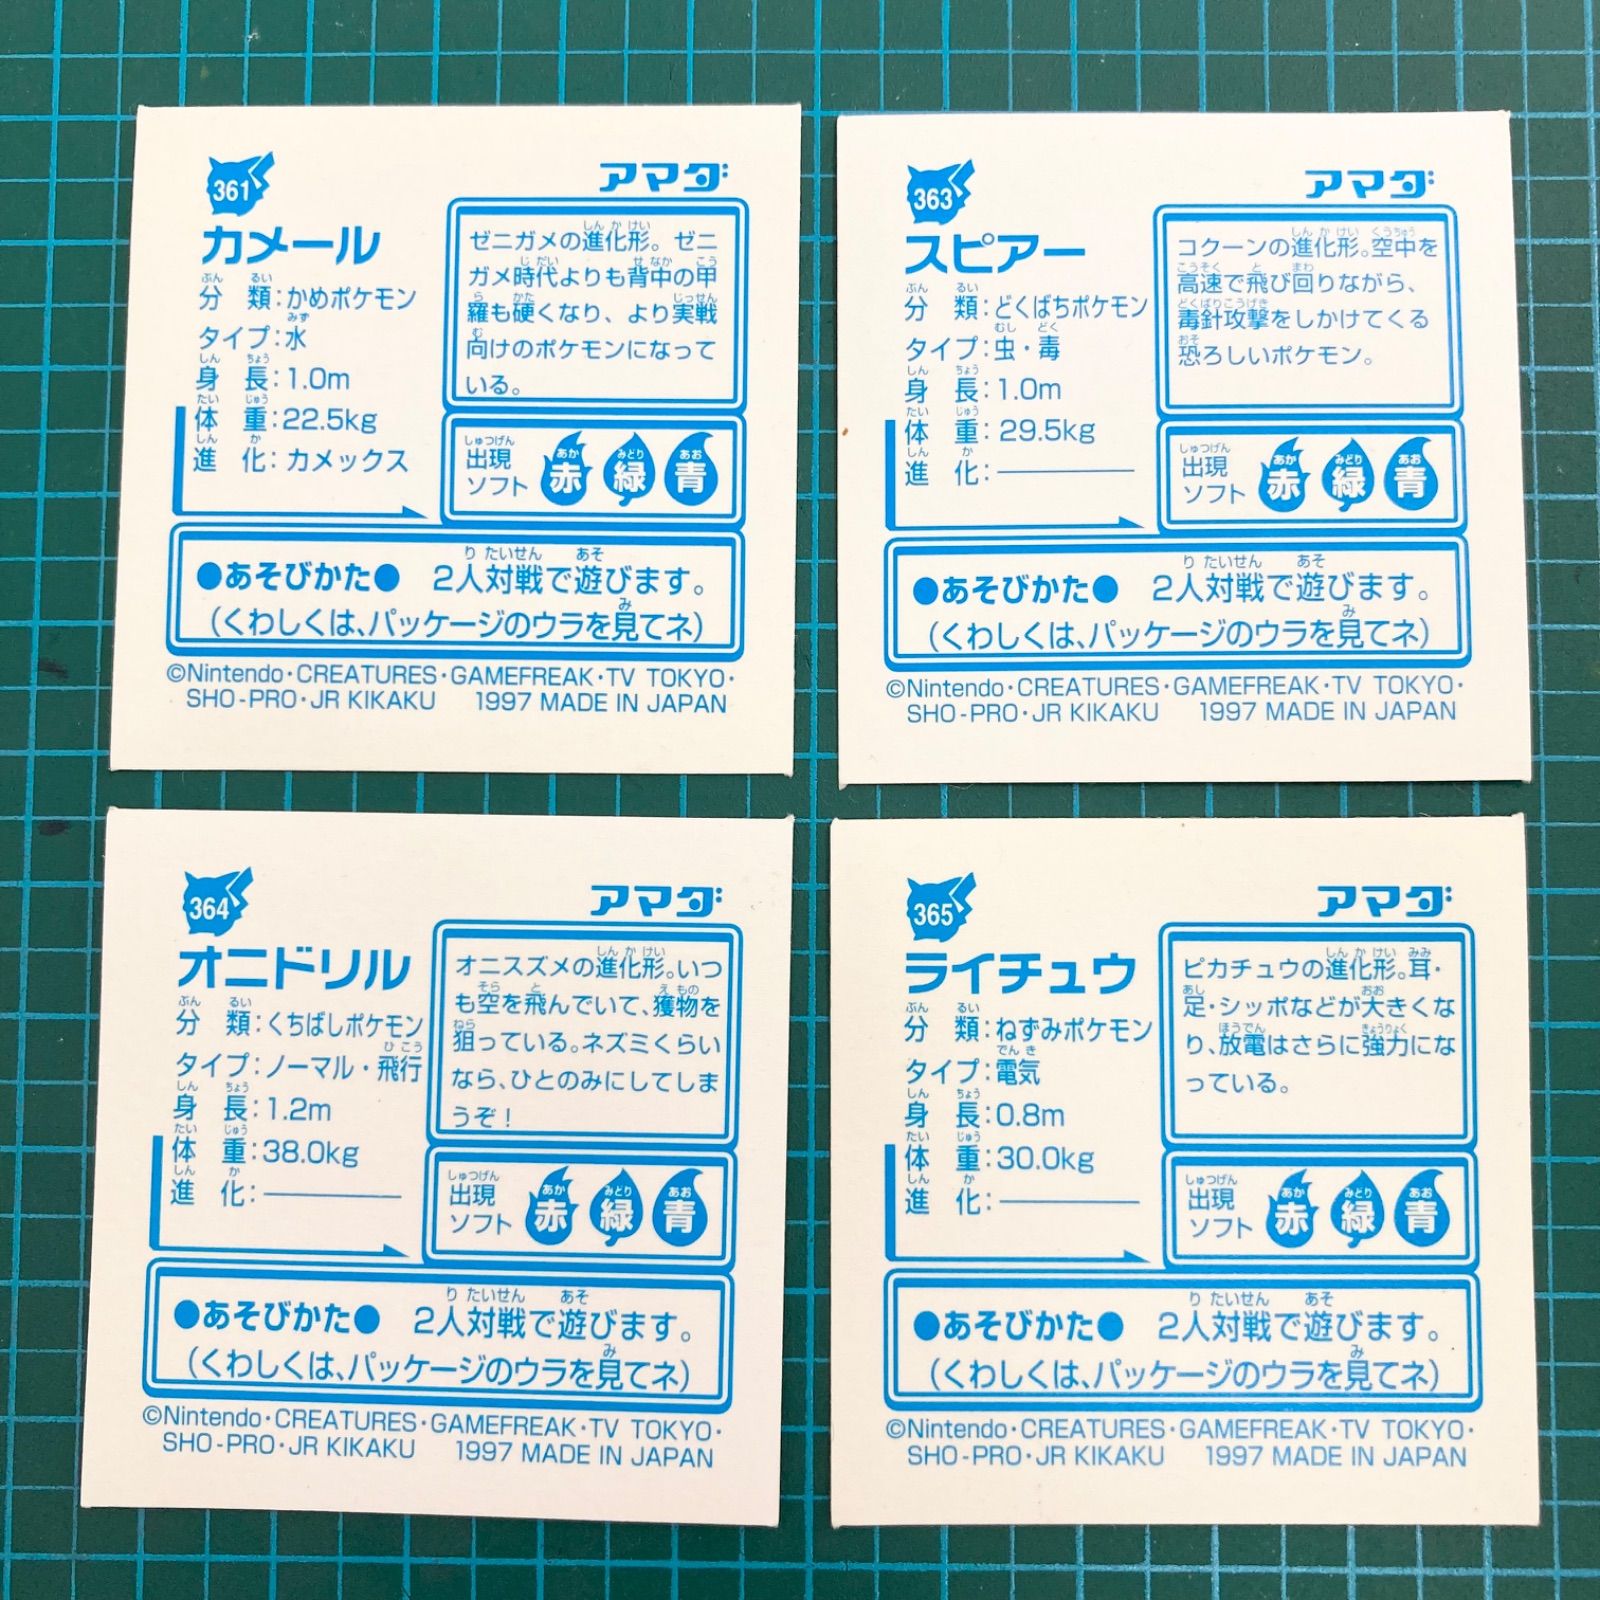 361
アマダ
カメール
分類:かめポケモン
タイプ:水
身長:1.0m
体重:22.5kg
進化:カメックス
ゼニガメの進化形。ゼニ
ガメ時代よりも背中の甲
羅も硬くなり、より実戦
向けのポケモンになって
いる。
出現
ソフト
赤 緑 青
●あそびかた● 2人対戦で遊びます。
(くわしくは、パッケージのウラを見てネ)
©Nintendo・CREATURES・GAMEFREAK・TV TOKYO・
SHO-PRO・JR KIKAKU 1997 MADE IN JAPAN
363
アマダ
スピアー
分類:どくばちポケモン
タイプ:虫・毒
身長:1.0m
体重:29.5kg
進化:————
コクーンの進化形。空中を
高速で飛び回りながら、
毒針攻撃をしかけてくる
恐ろしいポケモン。
出現
ソフト
赤 緑 青
●あそびかた● 2人対戦で遊びます。
(くわしくは、パッケージのウラを見てネ)
©Nintendo・CREATURES・GAMEFREAK・TV TOKYO・
SHO-PRO・JR KIKAKU 1997 MADE IN JAPAN
364
アマダ
オニドリル
分類:くちばしポケモン
タイプ:ノーマル・飛行
身長:1.2m
体重:38.0kg
進化:————
オニスズメの進化形。いつ
も空を飛んでいて、獲物を
狙っている。ネズミくらい
なら、ひとのみにしてしま
うぞ!
出現
ソフト
赤 緑 青
●あそびかた● 2人対戦で遊びます。
(くわしくは、パッケージのウラを見てネ)
©Nintendo・CREATURES・GAMEFREAK・TV TOKYO・
SHO-PRO・JR KIKAKU 1997 MADE IN JAPAN
365
アマダ
ライチュウ
分類:ねずみポケモン
タイプ:電気
身長:0.8m
体重:30.0kg
進化:————
ピカチュウの進化形。耳・
足・シッポなどが大きくな
り、放電はさらに強力にな
っている。
出現
ソフト
赤 緑 青
●あそびかた● 2人対戦で遊びます。
(くわしくは、パッケージのウラを見てネ)
©Nintendo・CREATURES・GAMEFREAK・TV TOKYO・
SHO-PRO・JR KIKAKU 1997 MADE IN JAPAN